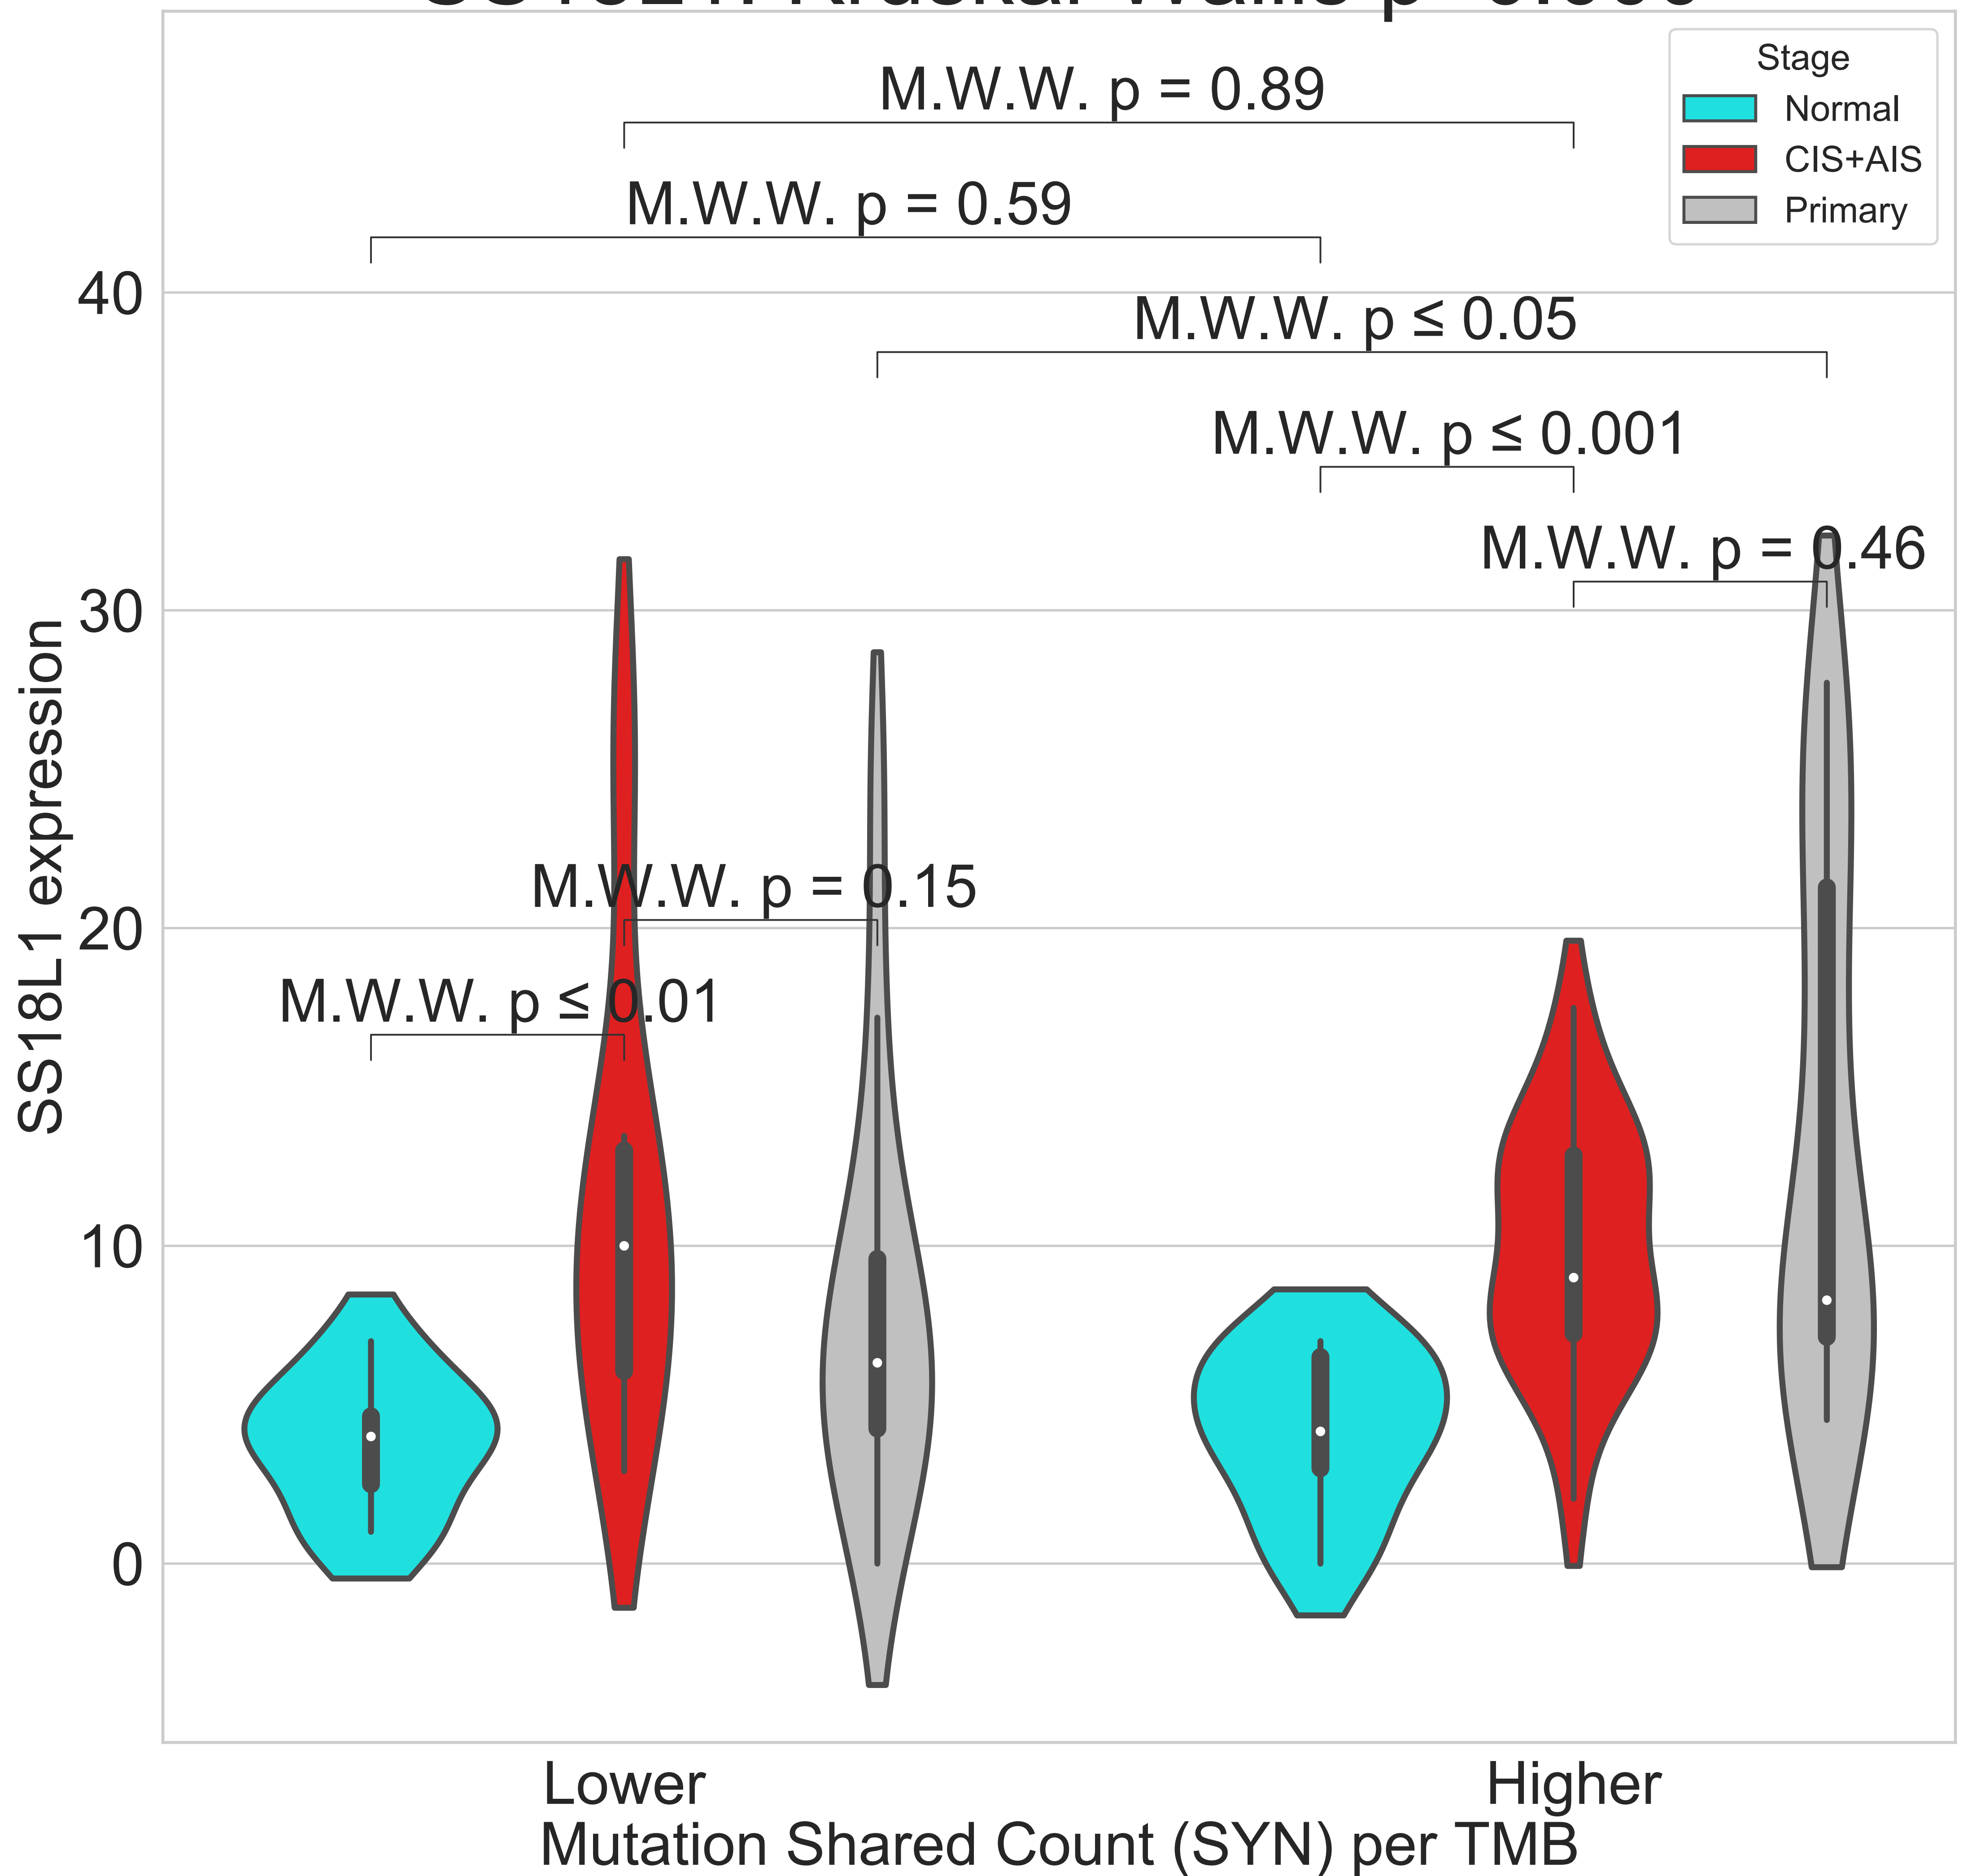 Stage
Normal
CIS+AIS
Primary
M.W.W. p = 0.89
M.W.W. p = 0.59
M.W.W. p ≤ 0.05
M.W.W. p ≤ 0.001
M.W.W. p = 0.46
M.W.W. p = 0.15
M.W.W. p ≤ 0.01
40
30
20
10
0
SS18L1 expression
Lower
Higher
Mutation Shared Count (SYN) per TMB